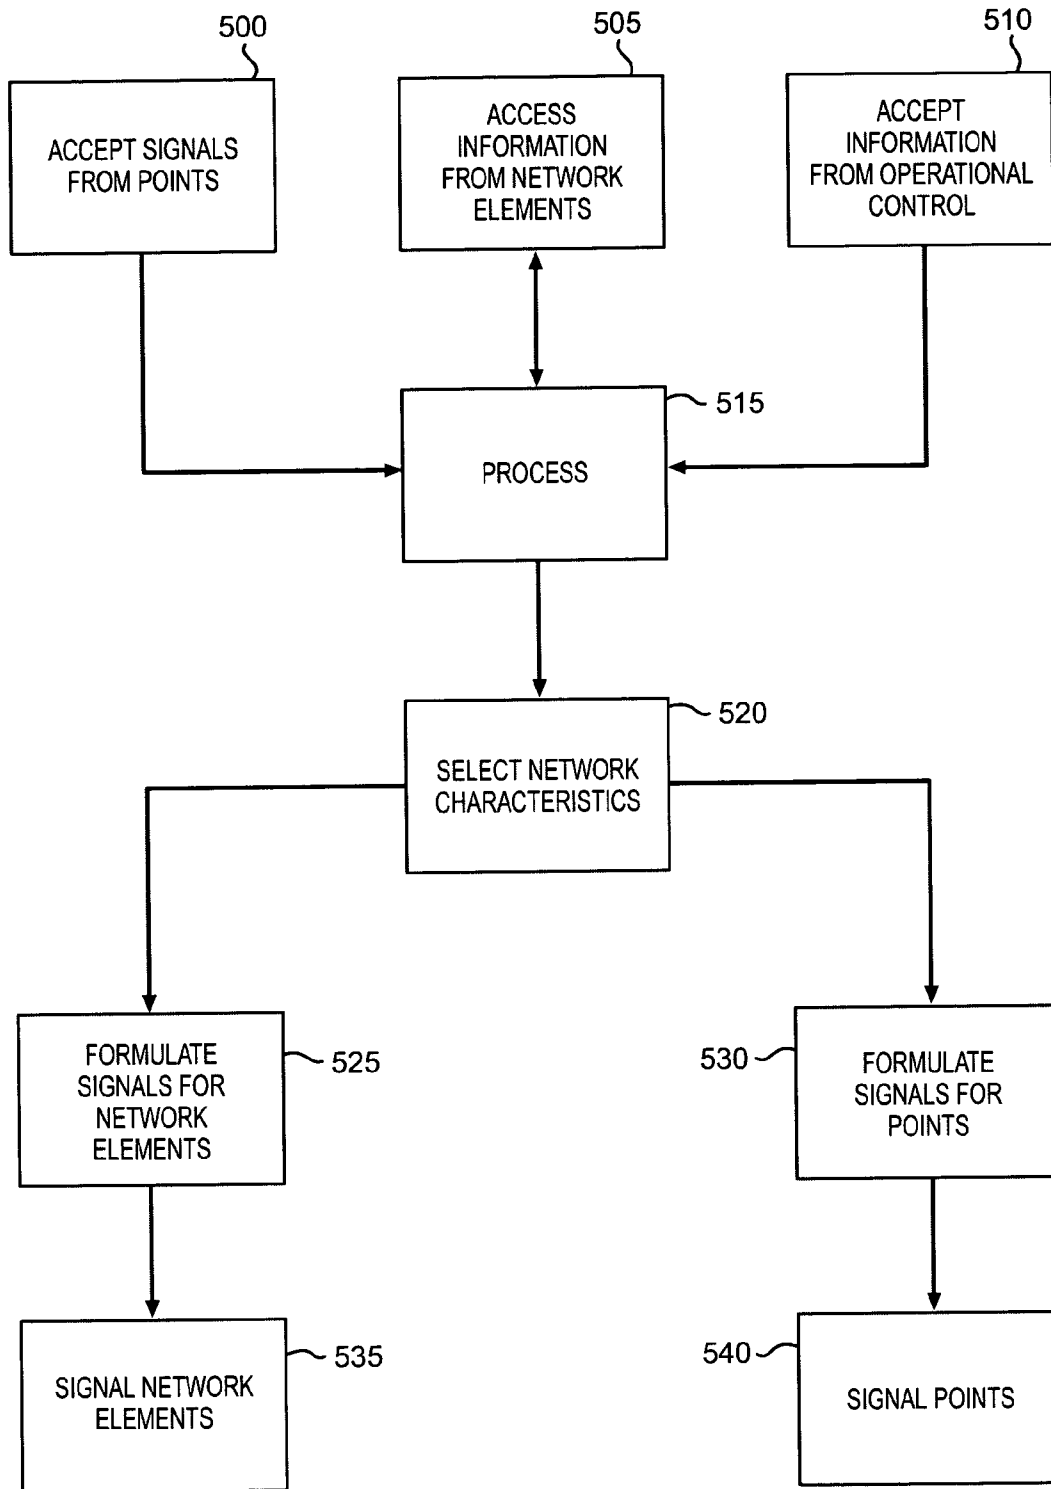 500
505
510
ACCEPT SIGNALS
FROM POINTS
ACCESS
INFORMATION
FROM NETWORK
ELEMENTS
ACCEPT
INFORMATION
FROM OPERATIONAL
CONTROL
515
PROCESS
520
SELECT NETWORK
CHARACTERISTICS
FORMULATE
SIGNALS FOR
NETWORK
ELEMENTS
525
530
FORMULATE
SIGNALS FOR
POINTS
SIGNAL NETWORK
ELEMENTS
535
540
SIGNAL POINTS